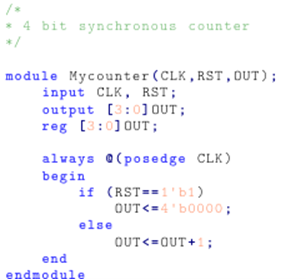 /*
* 4 bit synchronous counter
*/
module Mycounter(CLK,RST,OUT);
input CLK, RST;
output [3:0]OUT;
reg [3:0]OUT;
always @(posedge CLK)
begin
if (RST==1'b1)
OUT<=4'b0000;
else
OUT<=OUT+1;
end
endmodule